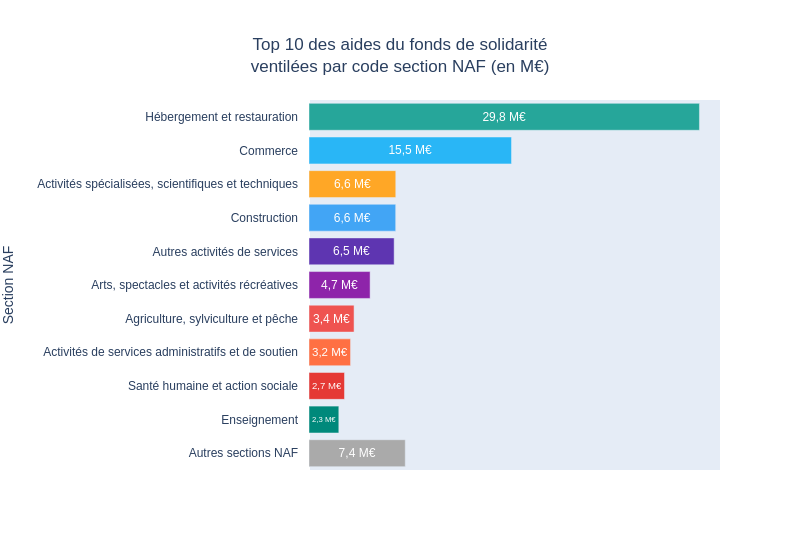 Top 10 des aides du fonds de solidarité
ventilées par code section NAF (en M€)
Section NAF
Hébergement et restauration 29,8 M€
Commerce 15,5 M€
Activités spécialisées, scientifiques et techniques 6,6 M€
Construction 6,6 M€
Autres activités de services 6,5 M€
Arts, spectacles et activités récréatives 4,7 M€
Agriculture, sylviculture et pêche 3,4 M€
Activités de services administratifs et de soutien 3,2 M€
Santé humaine et action sociale 2,7 M€
Enseignement 2,3 M€
Autres sections NAF 7,4 M€